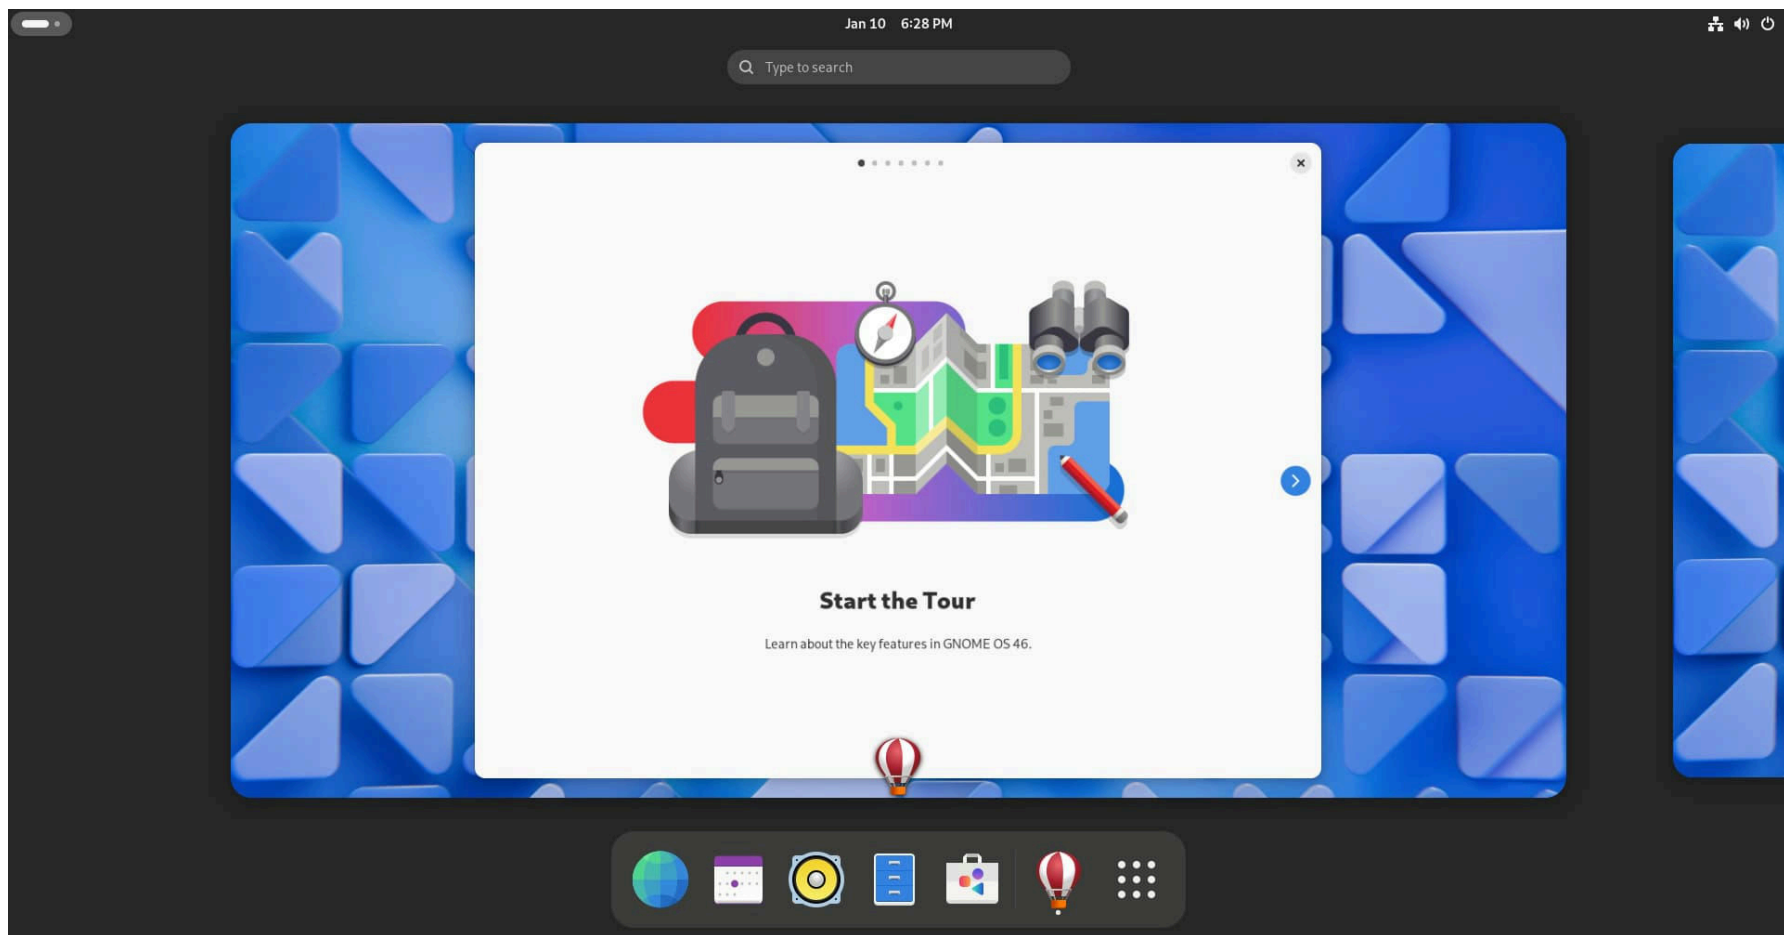 Jan 10 6:28 PM
Type to search
Start the Tour
Learn about the key features in GNOME OS 46.